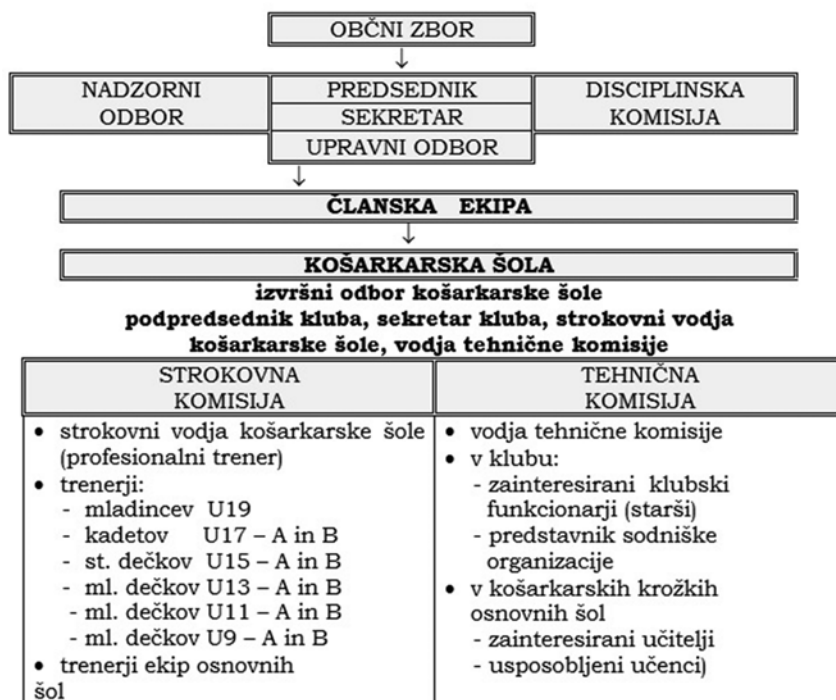 OBČNI ZBOR
↓
NADZORNI
ODBOR
PREDSEDNIK
SEKRETAR
UPRAVNI ODBOR
DISCIPLINSKA
KOMISIJA
↓
ČLANSKA EKIPA
↓
KOŠARKARSKA ŠOLA
izvršni odbor košarkarske šole
podpredsednik kluba, sekretar kluba, strokovni vodja
košarkarske šole, vodja tehnične komisije
STROKOVNA
KOMISIJA
• strokovni vodja košarkarske šole
(profesionalni trener)
• trenerji:
- mladincev U19
- kadetov U17 – A in B
- st. dečkov U15 – A in B
- ml. dečkov U13 – A in B
- ml. dečkov U11 – A in B
- ml. dečkov U9 – A in B
• trenerji ekip osnovnih
šol
TEHNIČNA
KOMISIJA
• vodja tehnične komisije
• v klubu:
- zainteresirani klubski
funkcionarji (starši)
- predstavnik sodniške
organizacije
• v košarkarskih krožkih
osnovnih šol
- zainteresirani učitelji
- usposobljeni učenci)